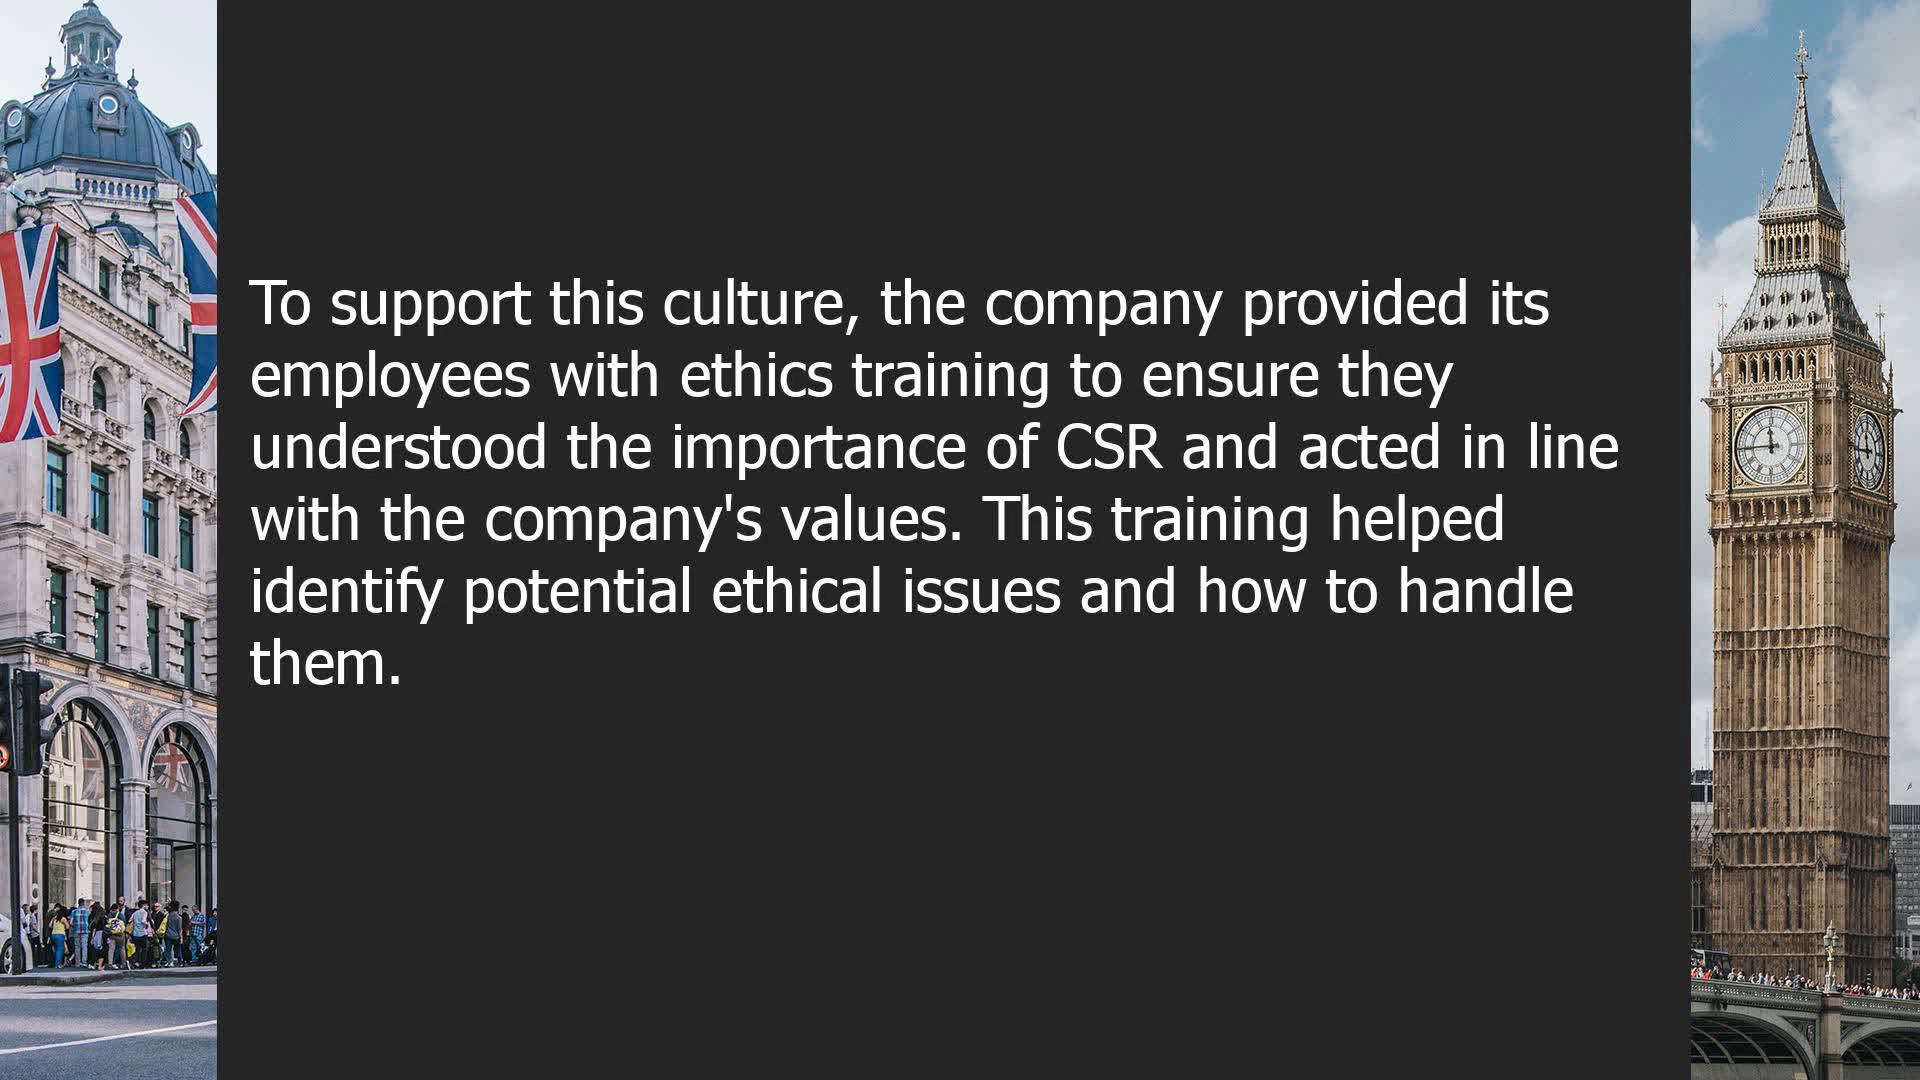 To support this culture, the company provided its
employees with ethics training to ensure they
understood the importance of CSR and acted in line
with the company's values. This training helped
identify potential ethical issues and how to handle
them.